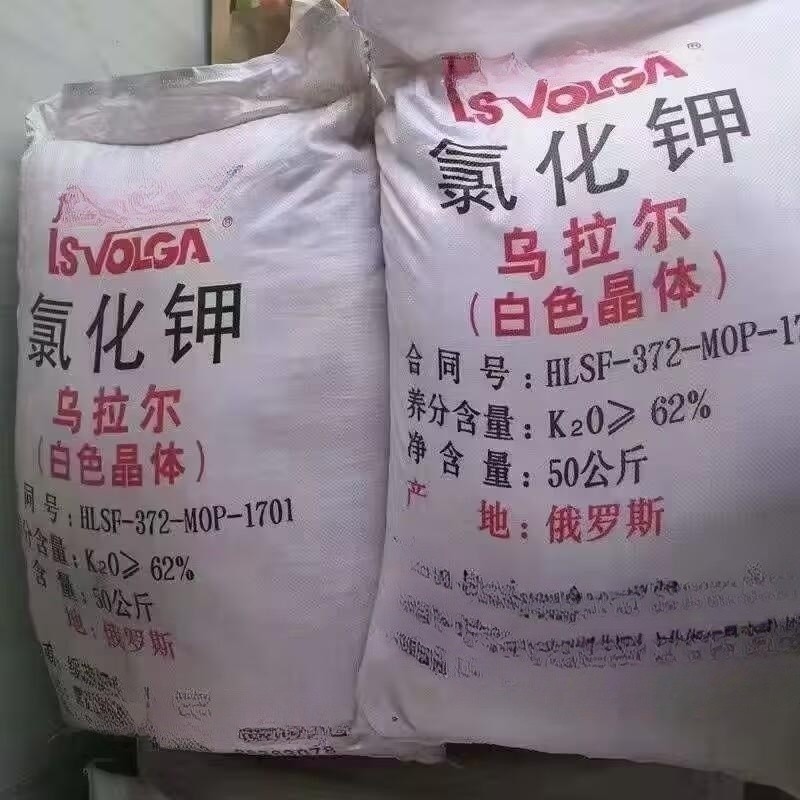 LSVOLGA ®
氯化钾
乌拉尔
(白色晶体)
同号:HLSF-372-MOP-1701
分含量:K₂O≥ 62%
含 量:50公斤
地:俄罗斯
LSVOLGA ®
氯化钾
乌拉尔
(白色晶体)
合同号:HLSF-372-MOP-17
养分含量:K₂O≥ 62%
净含量:50公斤
产 地:俄罗斯